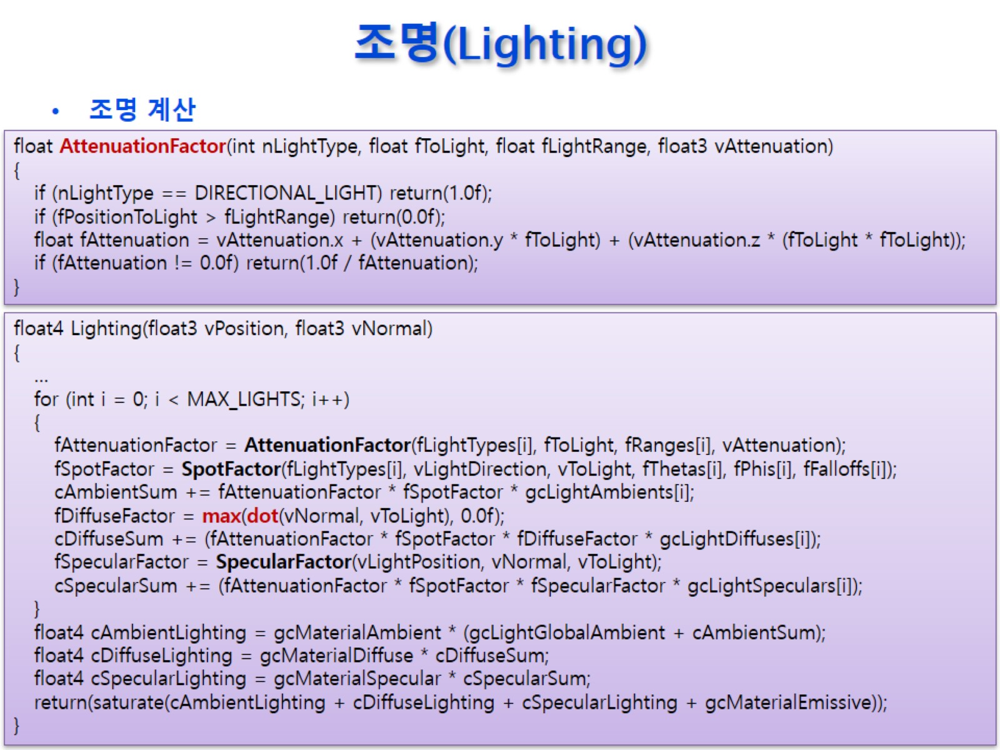 조명(Lighting)
• 조명 계산
float AttenuationFactor(int nLightType, float fToLight, float fLightRange, float3 vAttenuation)
{
if (nLightType == DIRECTIONAL_LIGHT) return(1.0f);
if (fPositionToLight > fLightRange) return(0.0f);
float fAttenuation = vAttenuation.x + (vAttenuation.y * fToLight) + (vAttenuation.z * (fToLight * fToLight));
if (fAttenuation != 0.0f) return(1.0f / fAttenuation);
}
float4 Lighting(float3 vPosition, float3 vNormal)
{
...
for (int i = 0; i < MAX_LIGHTS; i++)
{
fAttenuationFactor = AttenuationFactor(fLightTypes[i], fToLight, fRanges[i], vAttenuation);
fSpotFactor = SpotFactor(fLightTypes[i], vLightDirection, vToLight, fThetas[i], fPhis[i], fFalloffs[i]);
cAmbientSum += fAttenuationFactor * fSpotFactor * gcLightAmbients[i];
fDiffuseFactor = max(dot(vNormal, vToLight), 0.0f);
cDiffuseSum += (fAttenuationFactor * fSpotFactor * fDiffuseFactor * gcLightDiffuses[i]);
fSpecularFactor = SpecularFactor(vLightPosition, vNormal, vToLight);
cSpecularSum += (fAttenuationFactor * fSpotFactor * fSpecularFactor * gcLightSpeculars[i]);
}
float4 cAmbientLighting = gcMaterialAmbient * (gcLightGlobalAmbient + cAmbientSum);
float4 cDiffuseLighting = gcMaterialDiffuse * cDiffuseSum;
float4 cSpecularLighting = gcMaterialSpecular * cSpecularSum;
return(saturate(cAmbientLighting + cDiffuseLighting + cSpecularLighting + gcMaterialEmissive));
}